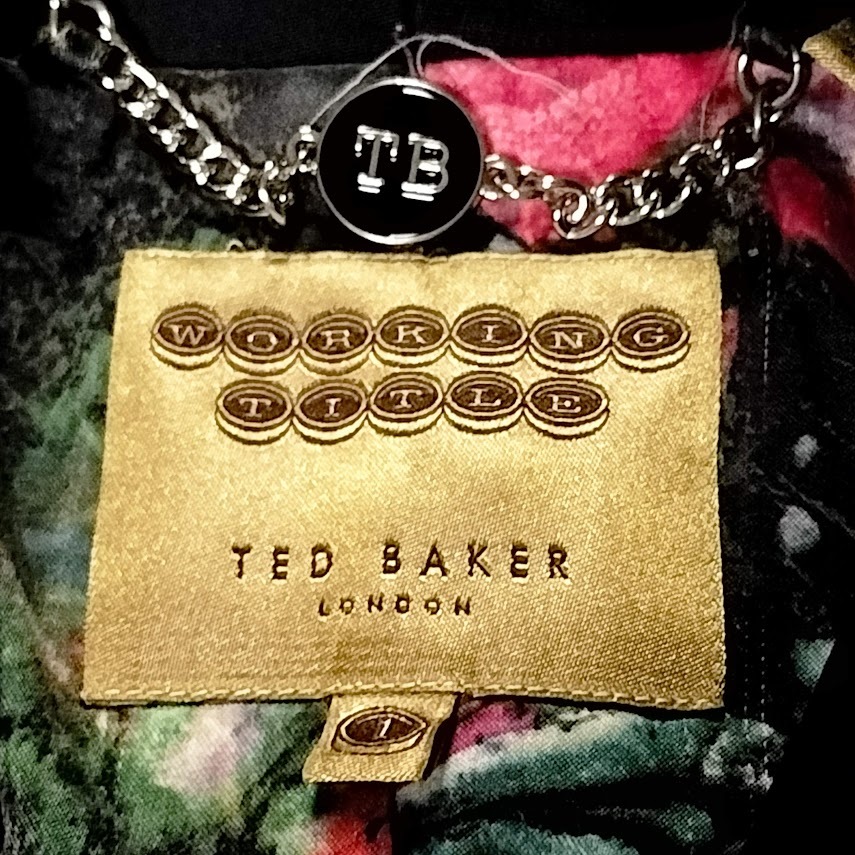 TB
WORKING
TITLE
TED BAKER
LONDON
1